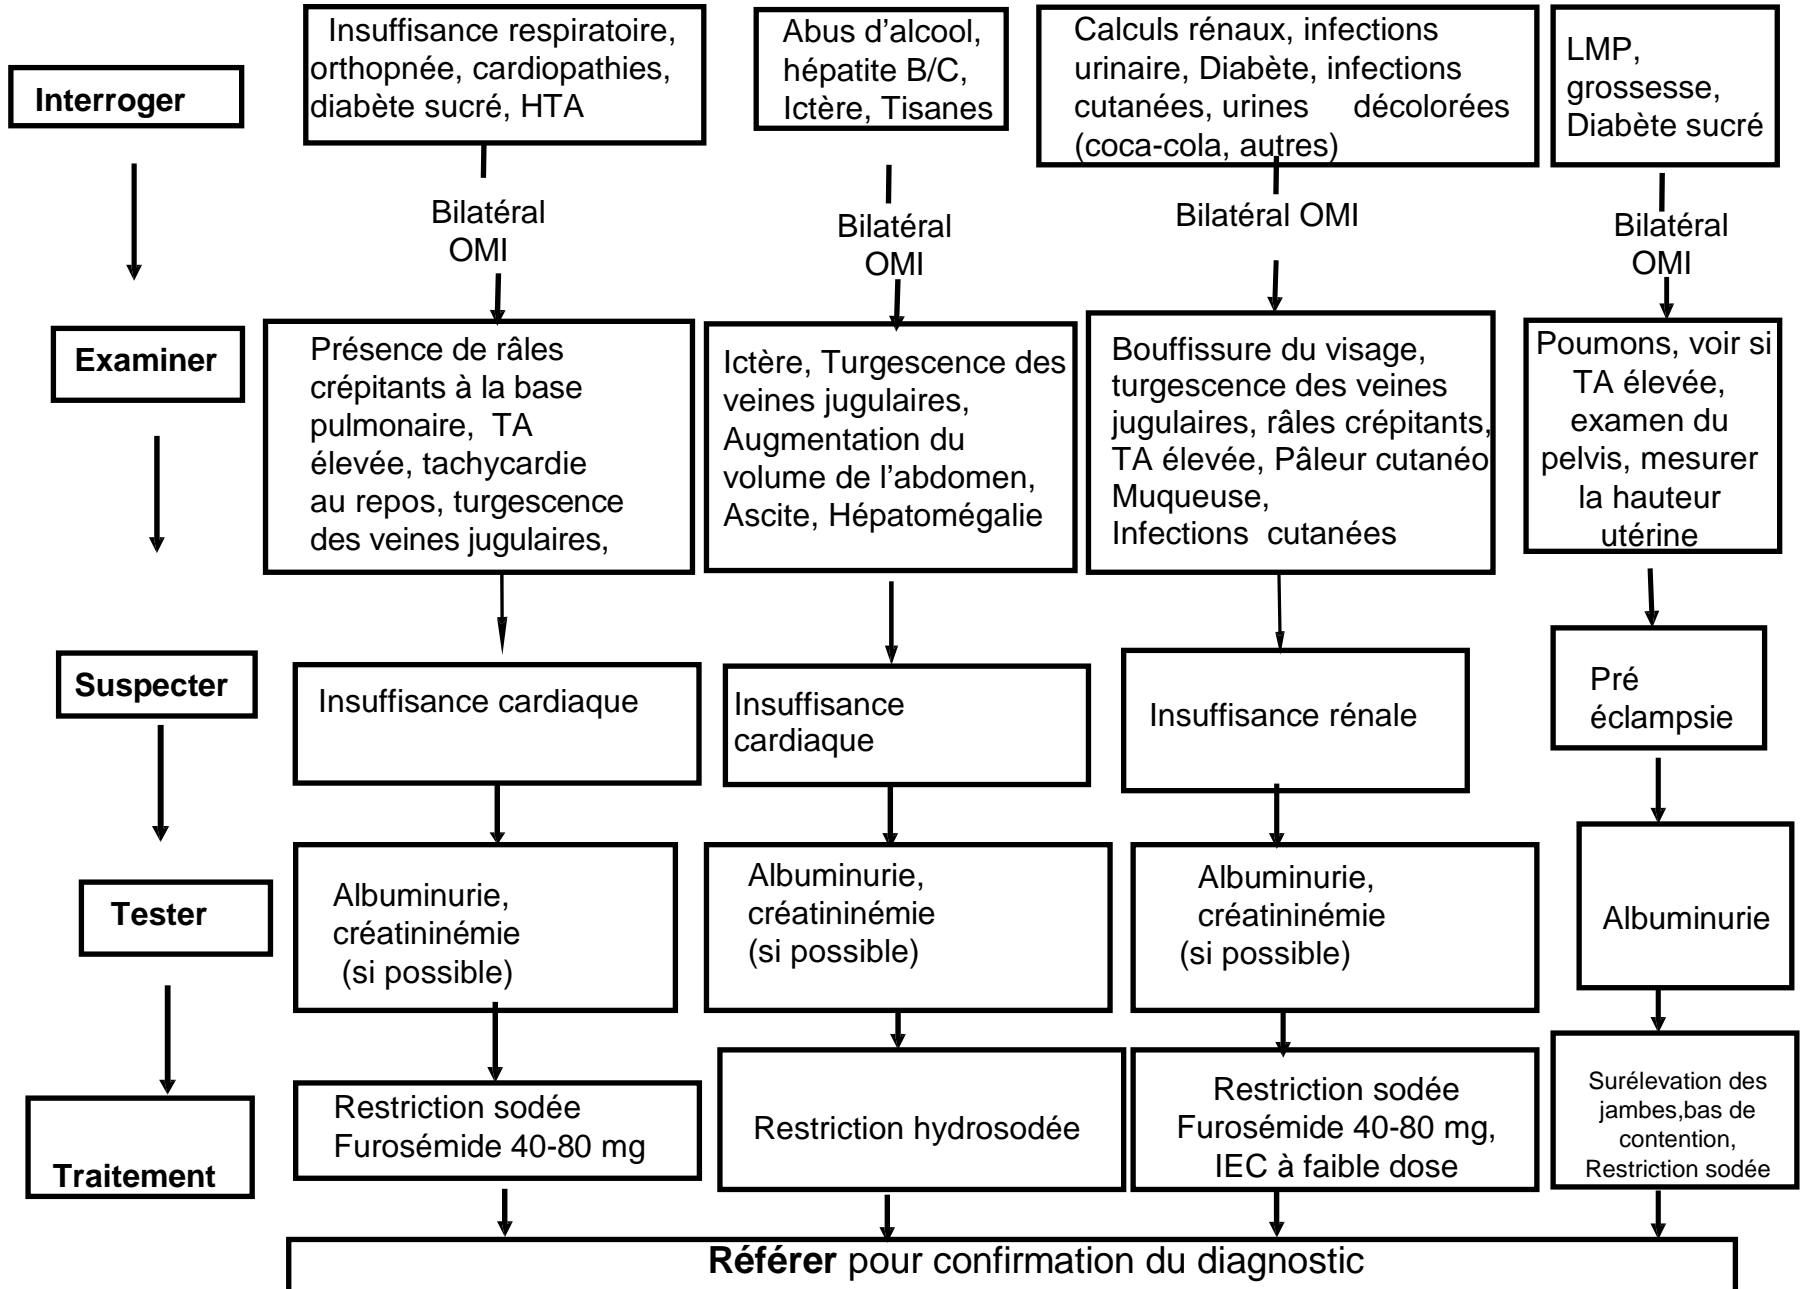 Interroger
Insuffisance respiratoire,
orthopnée, cardiopathies,
diabète sucré, HTA
Abus d'alcool,
hépatite B/C,
Ictère, Tisanes
Calculs rénaux, infections
urinaire, Diabète, infections
cutanées, urines décolorées
(coca-cola, autres)
LMP,
grossesse,
Diabète sucré
Bilatéral
OMI
Bilatéral
OMI
Bilatéral OMI
Bilatéral
OMI
Examiner
Présence de râles
crépitants à la base
pulmonaire, TA
élevée, tachycardie
au repos, turgescence
des veines jugulaires,
Ictère, Turgescence des
veines jugulaires,
Augmentation du
volume de l'abdomen,
Ascite, Hépatomégalie
Bouffissure du visage,
turgescence des veines
jugulaires, râles crépitants,
TA élevée, Pâleur cutanéo
Muqueuse,
Infections cutanées
Poumons, voir si
TA élevée,
examen du
pelvis, mesurer
la hauteur
utérine
Suspecter
Insuffisance cardiaque
Insuffisance
cardiaque
Insuffisance rénale
Pré
éclampsie
Tester
Albuminurie,
créatininémie
(si possible)
Albuminurie,
créatininémie
(si possible)
Albuminurie,
créatininémie
(si possible)
Albuminurie
Traitement
Restriction sodée
Furosémide 40-80 mg
Restriction hydrosodée
Restriction sodée
Furosémide 40-80 mg,
IEC à faible dose
Surélevation des
jambes,bas de
contention,
Restriction sodée
Référer pour confirmation du diagnostic